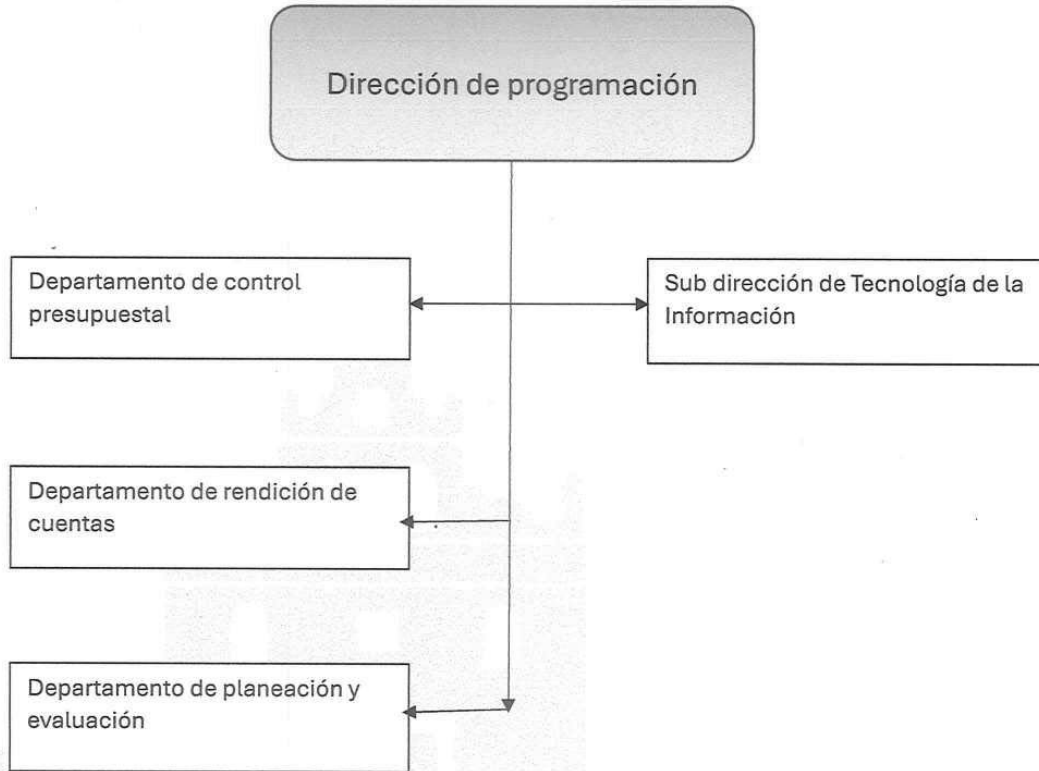 Dirección de programación
Departamento de control
presupuestal
Sub dirección de Tecnología de la
Información
Departamento de rendición de
cuentas
Departamento de planeación y
evaluación